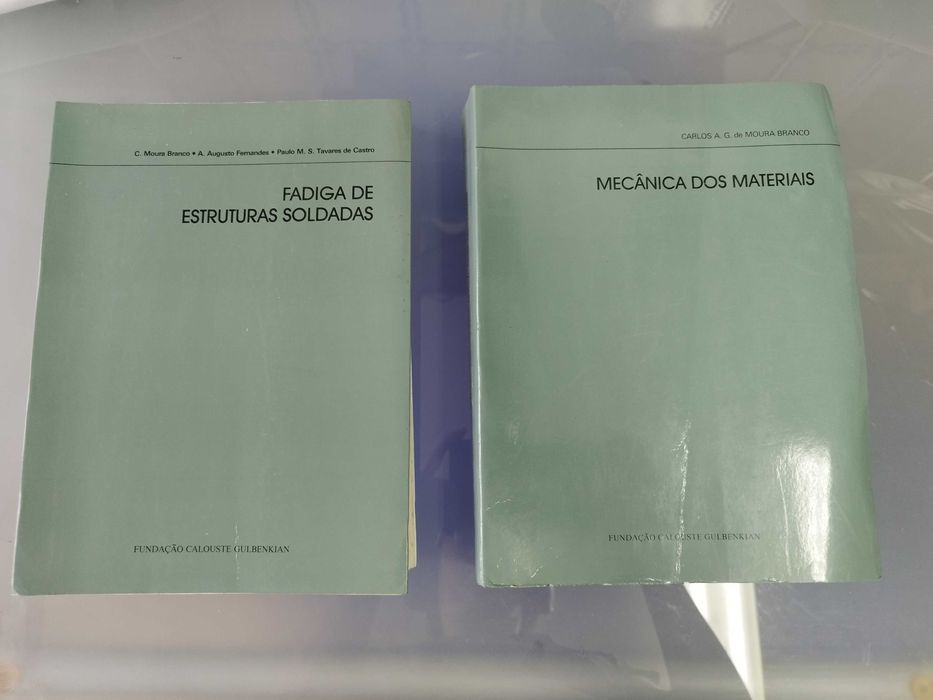 C. Moura Branco • A. Augusto Fernandes • Paulo M. S. Tavares de Castro
FADIGA DE
ESTRUTURAS SOLDADAS
FUNDAÇÃO CALOUSTE GULBENKIAN
CARLOS A. G. de MOURA BRANCO
MECÂNICA DOS MATERIAIS
FUNDAÇÃO CALOUSTE GULBENKIAN